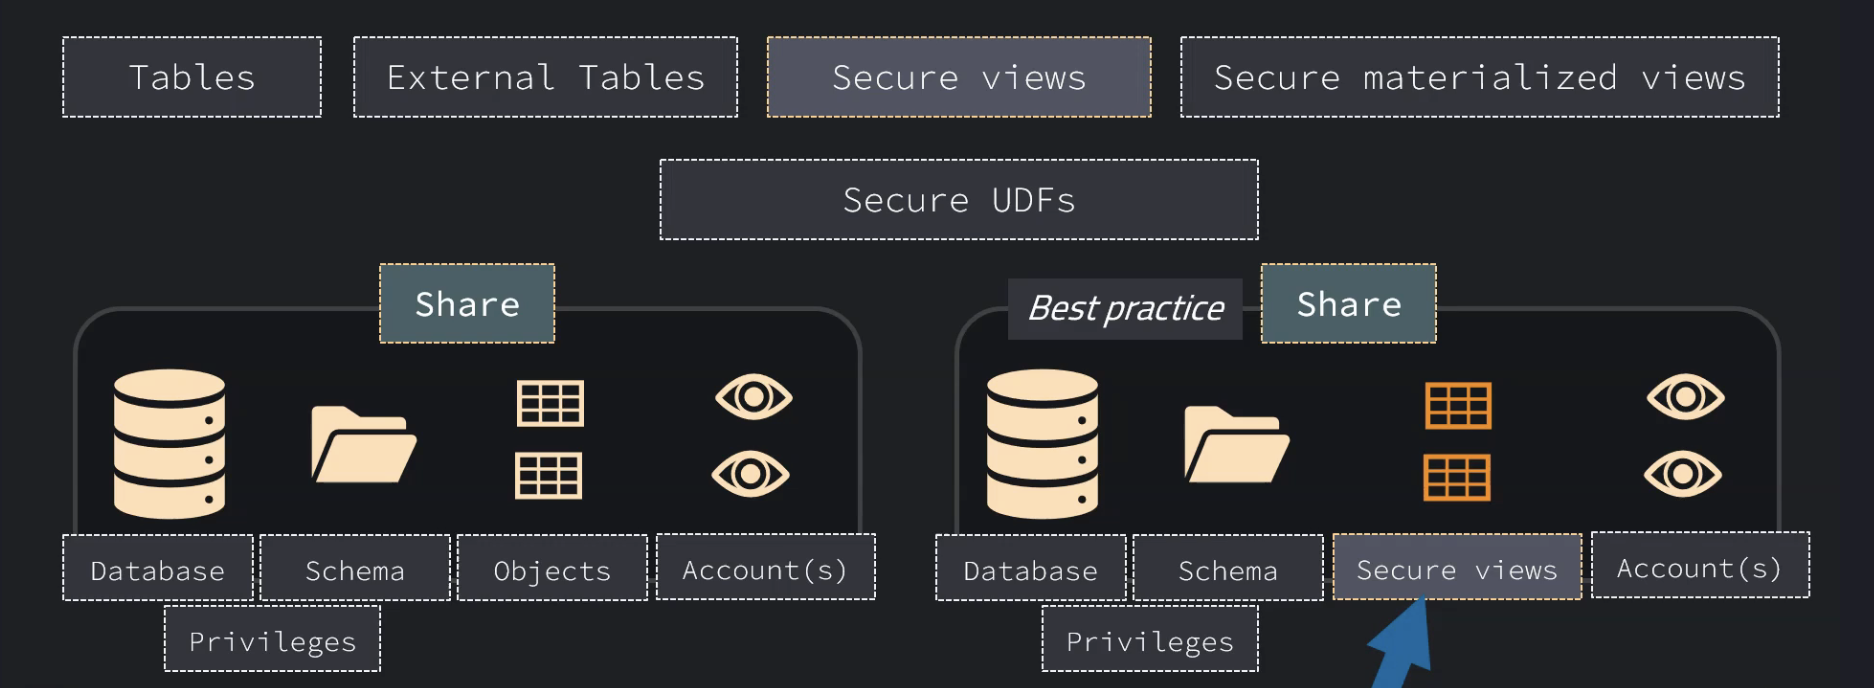 Tables
External Tables
Secure views
Secure materialized views
Secure UDFs
Share
Database
Schema
Objects
Account(s)
Privileges
Best practice
Share
Database
Schema
Secure views
Account(s)
Privileges